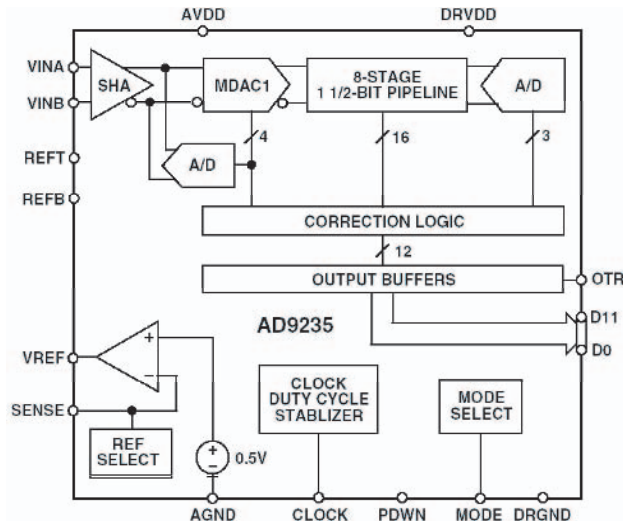 AVDD
DRVDD
VINA
SHA
MDAC1
8-STAGE
1 1/2-BIT PIPELINE
A/D
VINB
4
16
3
A/D
REFT
REFB
CORRECTION LOGIC
12
OUTPUT BUFFERS
OTR
D11
AD9235
D0
VREF
+
−
CLOCK
DUTY CYCLE
STABLIZER
MODE
SELECT
SENSE
REF
SELECT
+
−
0.5V
AGND
CLOCK
PDWN
MODE
DRGND